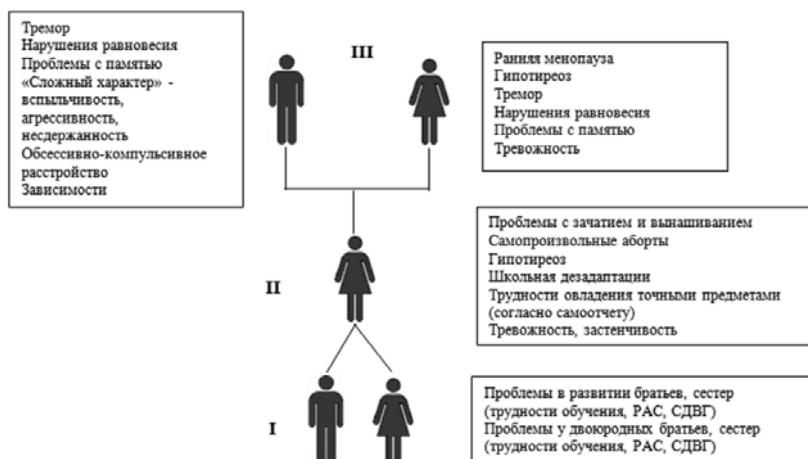 Тремор
Нарушения равновесия
Проблемы с памятью
«Сложный характер» -
вспыльчивость,
агрессивность,
несдержанность
Обсессивно-компульсивное
расстройство
Зависимости
III
Ранняя менопауза
Гипотиреоз
Тремор
Нарушения равновесия
Проблемы с памятью
Тревожность
II
Проблемы с зачатием и вынашиванием
Самопроизвольные аборты
Гипотиреоз
Школьная дезадаптации
Трудности овладения точными предметами
(согласно самоотчету)
Тревожность, застенчивость
I
Проблемы в развитии братьев, сестер
(трудности обучения, РАС, СДВГ)
Проблемы у двоюродных братьев, сестер
(трудности обучения, РАС, СДВГ)